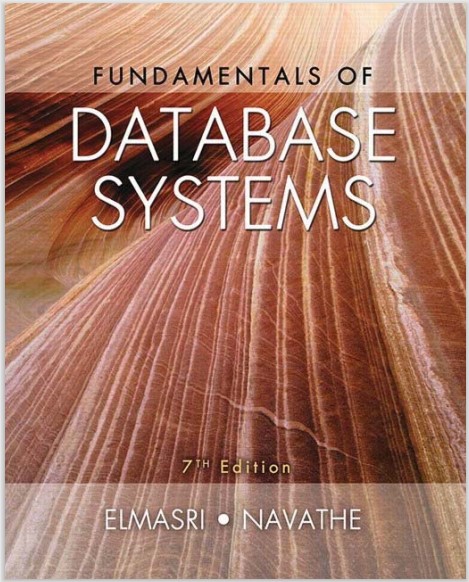 FUNDAMENTALS OF
DATABASE
SYSTEMS
7TH Edition
ELMASRI • NAVATHE